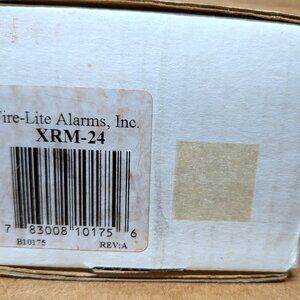 Fire-Lite Alarms, Inc.
XRM-24
7 83008 10175 6
B10175 REV:A